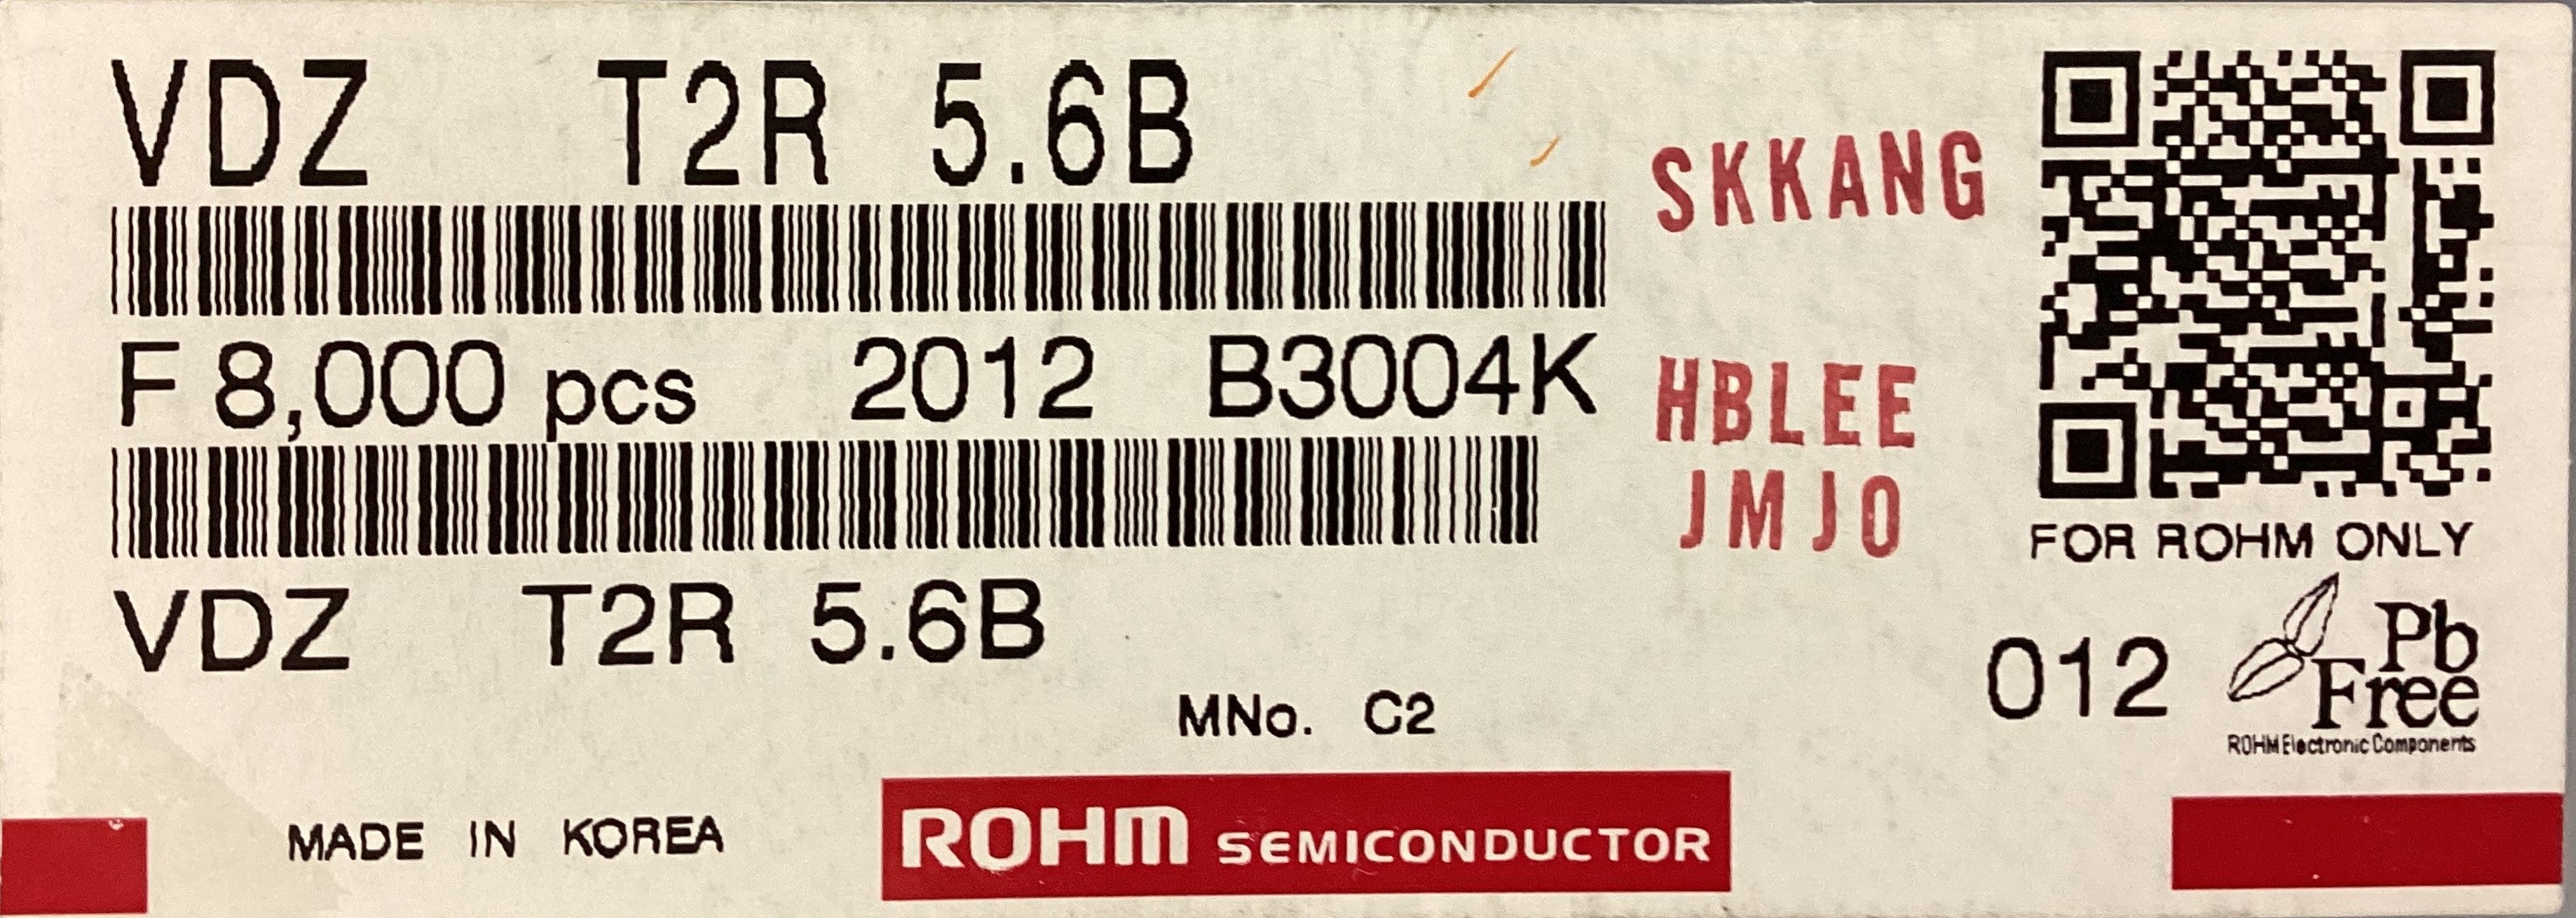 VDZ T2R 5.6B
SKKANG
F 8,000 pcs 2012 B3004K
HBLEE
JMJO
FOR ROHM ONLY
VDZ T2R 5.6B
012
Pb
Free
ROHM Electronic Components
MNo. C2
MADE IN KOREA
ROHM SEMICONDUCTOR